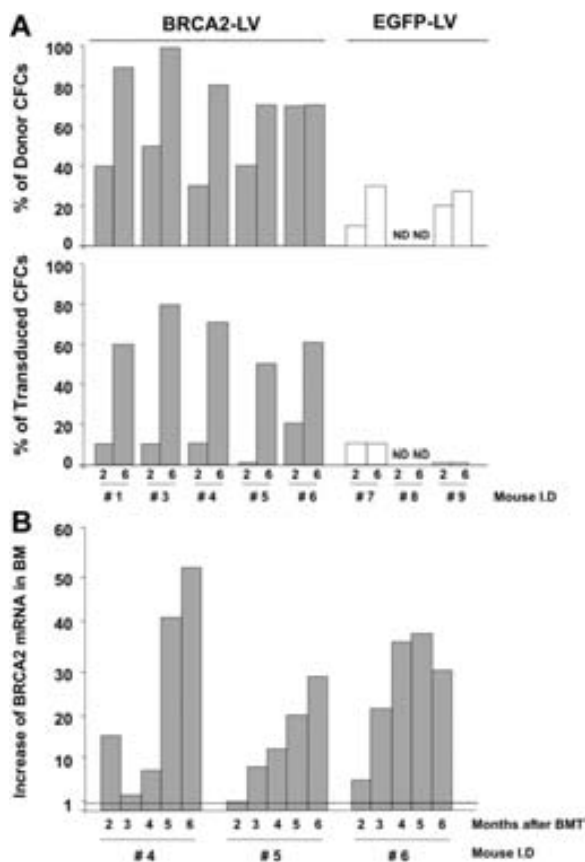 A
BRCA2-LV EGFP-LV
% of Donor CFCs
100
80
60
40
20
0
ND ND
% of Transduced CFCs
100
80
60
40
20
0
ND ND
2 6 2 6 2 6 2 6 2 6 2 6 2 6 2 6
# 1 # 3 # 4 # 5 # 6 # 7 # 8 # 9 Mouse I.D
B
Increase of BRCA2 mRNA in BM
60
50
40
30
20
10
1
2 3 4 5 6 2 3 4 5 6 2 3 4 5 6 Months after BMT
# 4 # 5 # 6 Mouse I.D